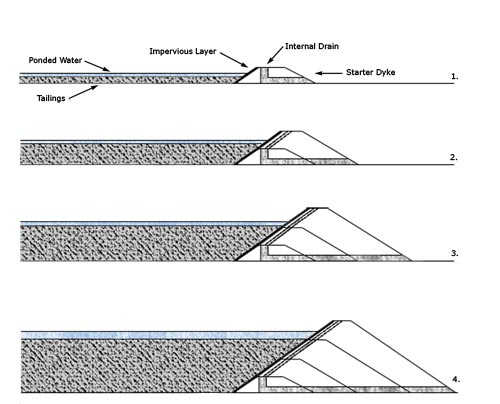 Internal Drain
Impervious Layer
Ponded Water
Starter Dyke
1.
Tailings
2.
3.
4.